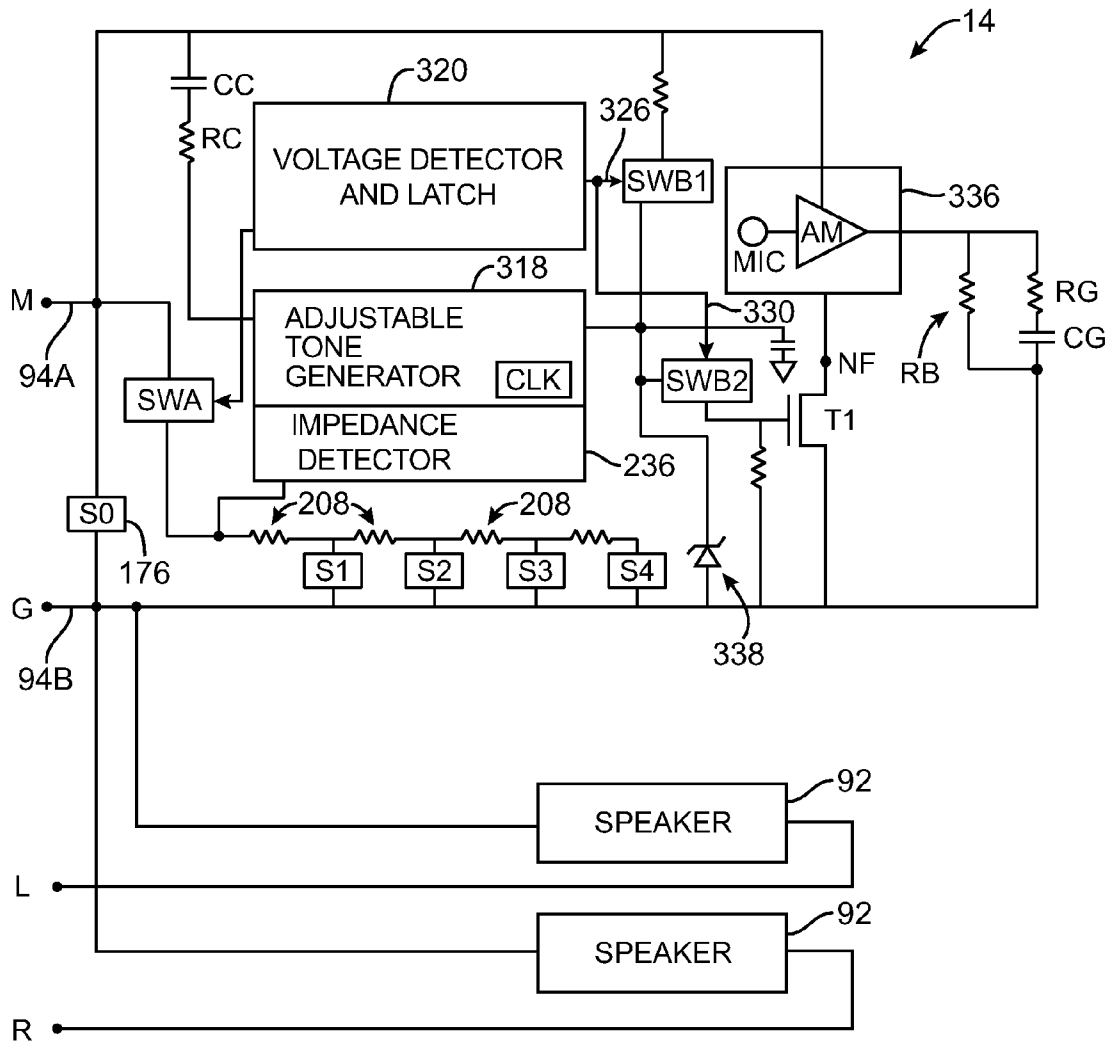 14
320
CC
326
RC
VOLTAGE DETECTOR
AND LATCH
SWB1
336
AM
MIC
318
M
RG
ADJUSTABLE
TONE
GENERATOR
330
CG
94A
CLK
NF
RB
SWA
SWB2
T1
IMPEDANCE
DETECTOR
236
208
208
S0
176
S1
S2
S3
S4
G
338
94B
92
SPEAKER
L
92
SPEAKER
R